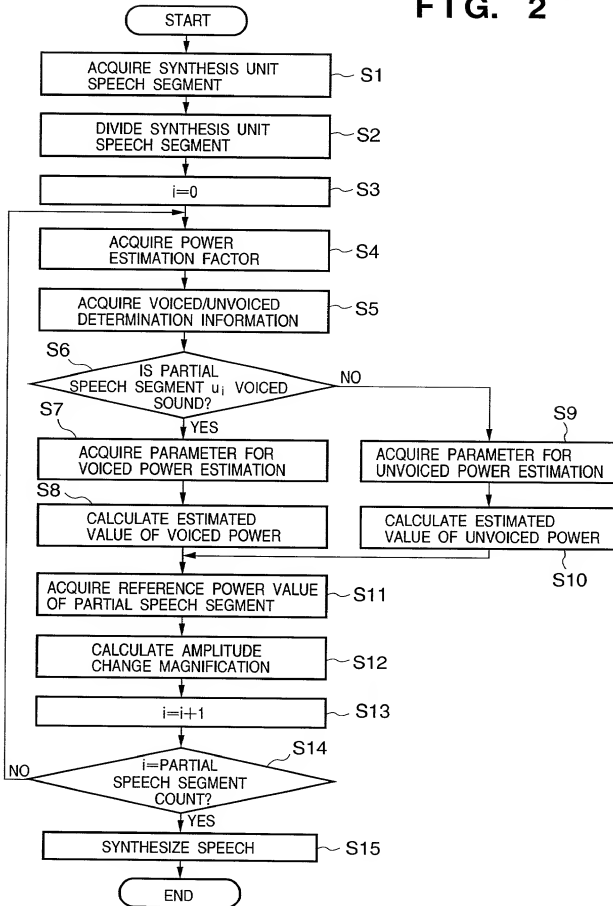 FIG. 2
START
ACQUIRE SYNTHESIS UNIT
SPEECH SEGMENT
S1
DIVIDE SYNTHESIS UNIT
SPEECH SEGMENT
S2
i=0
S3
ACQUIRE POWER
ESTIMATION FACTOR
S4
ACQUIRE VOICED/UNVOICED
DETERMINATION INFORMATION
S5
S6
IS PARTIAL
SPEECH SEGMENT ui VOICED
SOUND?
NO
YES
S7
ACQUIRE PARAMETER FOR
VOICED POWER ESTIMATION
S9
ACQUIRE PARAMETER FOR
UNVOICED POWER ESTIMATION
S8
CALCULATE ESTIMATED
VALUE OF VOICED POWER
CALCULATE ESTIMATED
VALUE OF UNVOICED POWER
S10
ACQUIRE REFERENCE POWER VALUE
OF PARTIAL SPEECH SEGMENT
S11
CALCULATE AMPLITUDE
CHANGE MAGNIFICATION
S12
i=i+1
S13
S14
i=PARTIAL
SPEECH SEGMENT
COUNT?
NO
YES
SYNTHESIZE SPEECH
S15
END